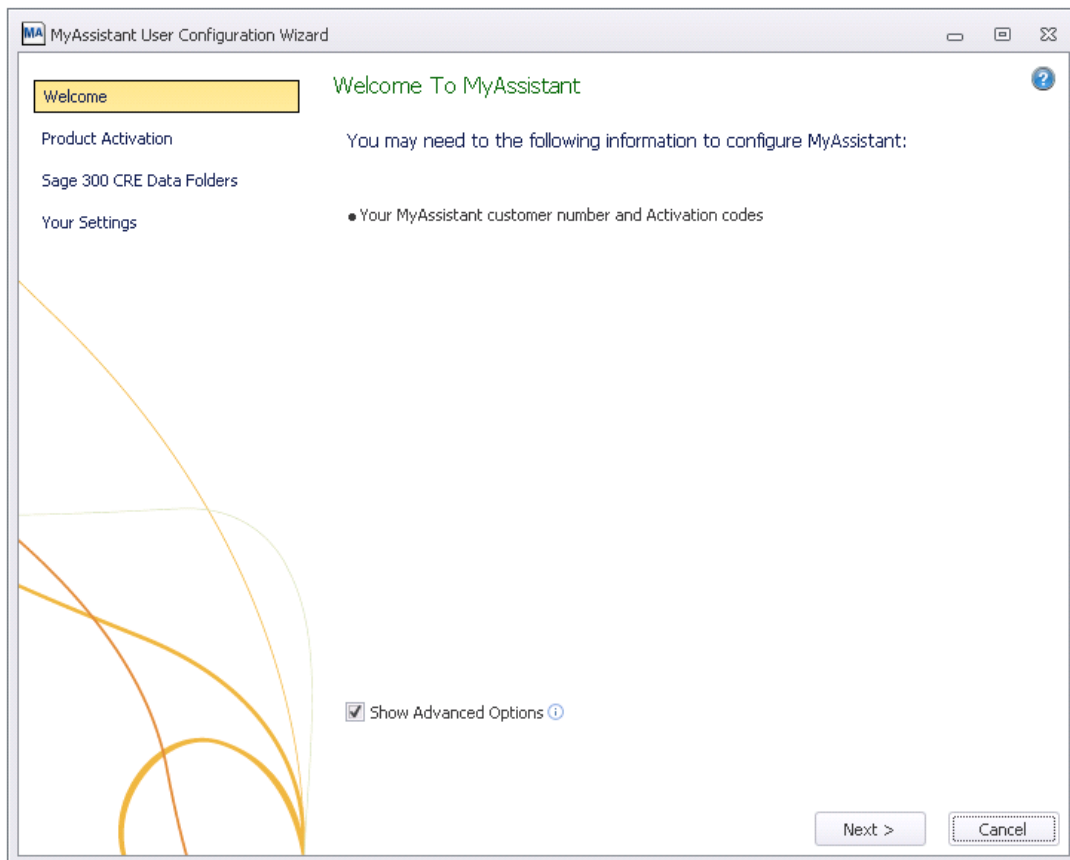 MA MyAssistant User Configuration Wizard
Welcome
Product Activation
Sage 300 CRE Data Folders
Your Settings
Welcome To MyAssistant
?
You may need to the following information to configure MyAssistant:
• Your MyAssistant customer number and Activation codes
Show Advanced Options i
Next >
Cancel